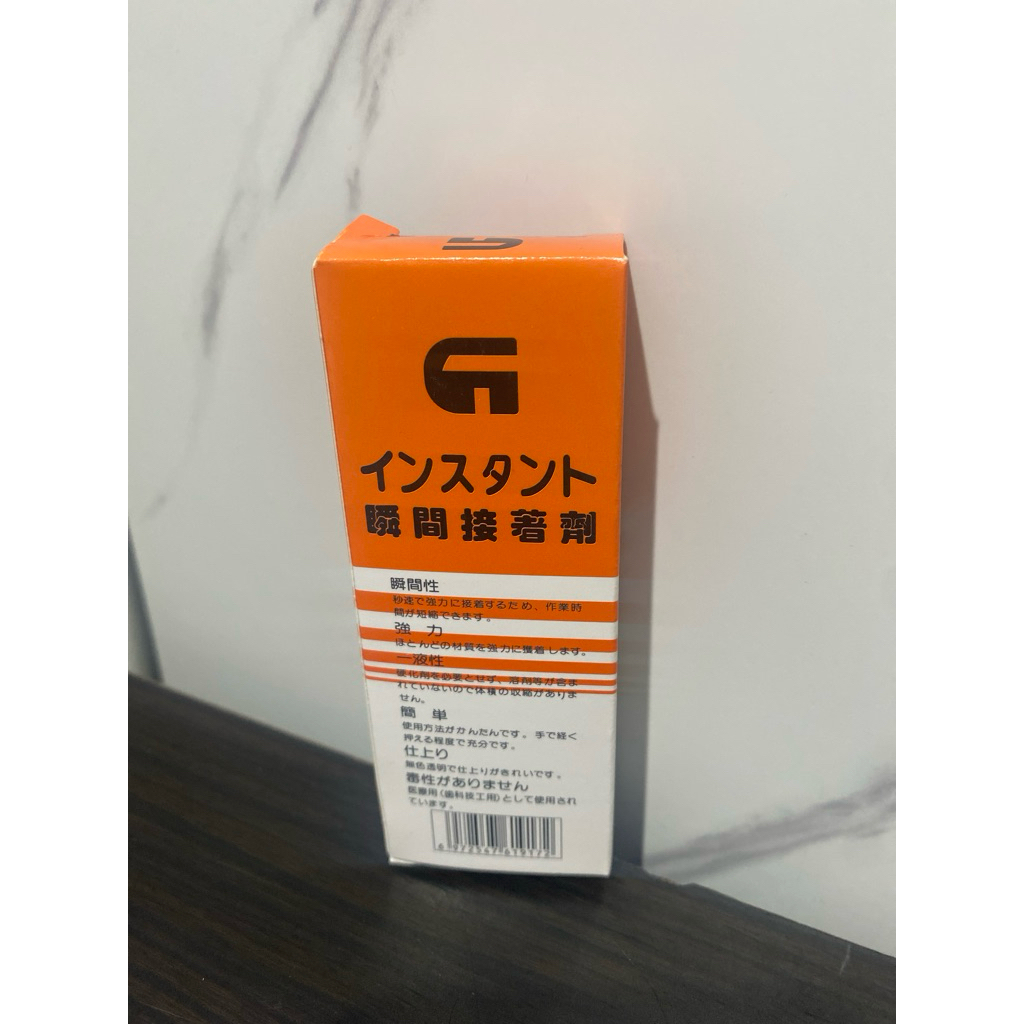 インスタント
瞬間接着劑
瞬間性
秒速で強力に接着するため、作業時
間が短縮できます。
強 力
ほとんどの材質を強力に接着します。
一液性
硬化剤を必要とせず、溶剤等が含ま
れていないので体積の収縮がありま
せん。
簡 単
使用方法がかんたんです。手で軽く
押える程度で充分です。
仕上り
無色透明で仕上りがきれいです。
毒性がありません
医療用(歯科技工用)として使用され
ています。
6 972547 619172